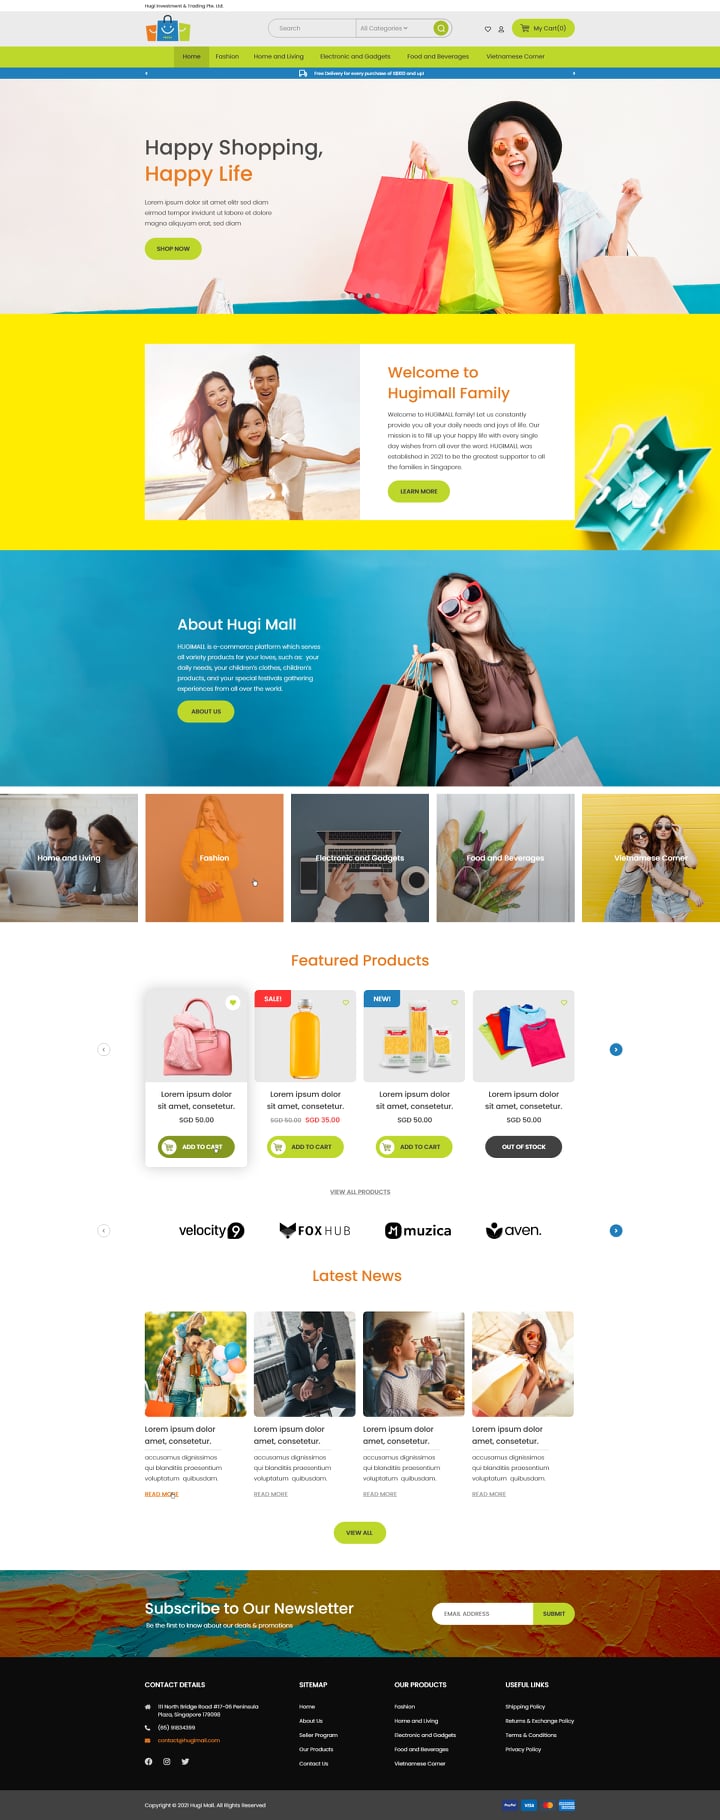 Hugi Investment & Trading Pte. Ltd.
Search
All Categories
My Cart(0)
Home
Fashion
Home and Living
Electronic and Gadgets
Food and Beverages
Vietnamese Corner
Free Delivery for every purchase of S$100 and up!
Happy Shopping,
Happy Life
Lorem ipsum dolor sit amet elitr sed diam
eirmod tempor invidunt ut labore et dolore
magna aliquyam erat, sed diam
SHOP NOW
Welcome to
Hugimall Family
Welcome to HUGIMALL family! Let us constantly
provide you all your daily needs and joys of life. Our
mission is to fill up your happy life with every single
day wishes from all over the word. HUGIMALL was
established in 2021 to be the greatest supporter to all
the families in Singapore.
LEARN MORE
About Hugi Mall
HUGIMALL is e-commerce platform which serves
all variety products for your loves, such as: your
daily needs, your children's clothes, children's
products, and your special festivals gathering
experiences from all over the world.
ABOUT US
Home and Living
Fashion
Electronic and Gadgets
Food and Beverages
Vietnamese Corner
Featured Products
SALE!
NEW!
Lorem ipsum dolor
sit amet, consetetur.
SGD 50.00
ADD TO CART
Lorem ipsum dolor
sit amet, consetetur.
SGD 50.00 SGD 35.00
ADD TO CART
Lorem ipsum dolor
sit amet, consetetur.
SGD 50.00
ADD TO CART
Lorem ipsum dolor
sit amet, consetetur.
SGD 50.00
OUT OF STOCK
VIEW ALL PRODUCTS
velocity 9
FOXHUB
muzica
aven.
Latest News
Lorem ipsum dolor
amet, consetetur.
accusamus dignissimos
qui blanditiis praesentium
voluptatum quibusdam.
READ MORE
Lorem ipsum dolor
amet, consetetur.
accusamus dignissimos
qui blanditiis praesentium
voluptatum quibusdam.
READ MORE
Lorem ipsum dolor
amet, consetetur.
accusamus dignissimos
qui blanditiis praesentium
voluptatum quibusdam.
READ MORE
Lorem ipsum dolor
amet, consetetur.
accusamus dignissimos
qui blanditiis praesentium
voluptatum quibusdam.
READ MORE
VIEW ALL
Subscribe to Our Newsletter
Be the first to know about our deals & promotions
EMAIL ADDRESS
SUBMIT
CONTACT DETAILS
111 North Bridge Road #17-06 Peninsula
Plaza, Singapore 179098
(65) 91834399
contact@hugimall.com
SITEMAP
Home
About Us
Seller Program
Our Products
Contact Us
OUR PRODUCTS
Fashion
Home and Living
Electronic and Gadgets
Food and Beverages
Vietnamese Corner
USEFUL LINKS
Shipping Policy
Returns & Exchange Policy
Terms & Conditions
Privacy Policy
Copyright © 2021 Hugi Mall. All Rights Reserved
PayPal
VISA